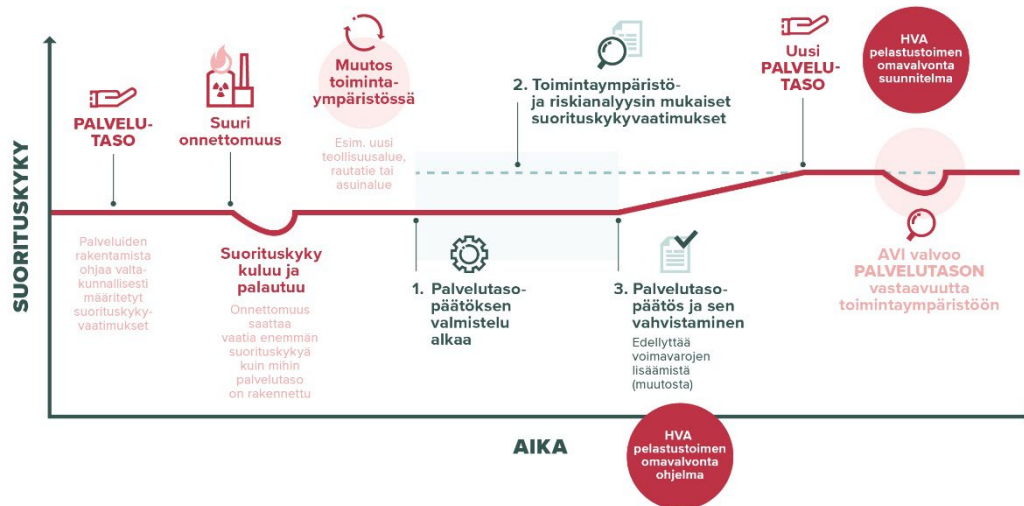 SUORITUSKYKY
PALVELU-
TASO
Palveluiden
rakentamista
ohjaa valta-
kunnallisesti
määritetyt
suorituskyky-
vaatimukset
Suuri
onnettomuus
Suorituskyky
kuluu ja
palautuu
Onnettomuus
saattaa
vaatia enemmän
suorituskykyä
kuin mihin
palvelutaso
on rakennettu
Muutos
toiminta-
ympäristössä
Esim. uusi
teollisuusalue,
rautatie tai
asuinalue
1. Palvelutaso-
päätöksen
valmistelu
alkaa
2. Toimintaympäristö-
ja riskianalyysin mukaiset
suorituskykyvaatimukset
3. Palvelutaso-
päätös ja sen
vahvistaminen
Edellyttää
voimavarojen
lisäämistä
(muutosta)
Uusi
PALVELU-
TASO
HVA
pelastustoimen
omavalvonta
suunnitelma
AVI valvoo
PALVELUTASON
vastaavuutta
toimintaympäristöön
AIKA
HVA
pelastustoimen
omavalvonta
ohjelma